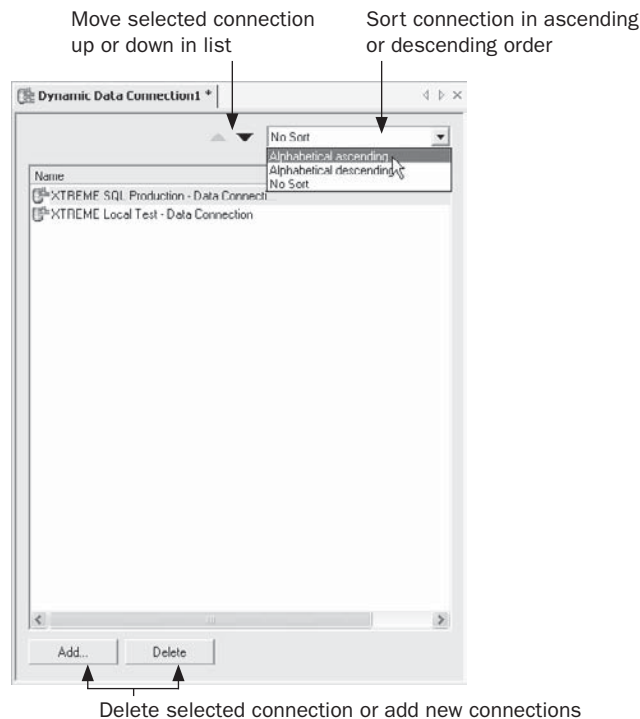 Move selected connection
up or down in list
Sort connection in ascending
or descending order
Dynamic Data Connection1 *
No Sort
Alphabetical ascending
Alphabetical descending
No Sort
Name
XTREME SQL Production - Data Connecti...
XTREME Local Test - Data Connection
Add...
Delete
Delete selected connection or add new connections